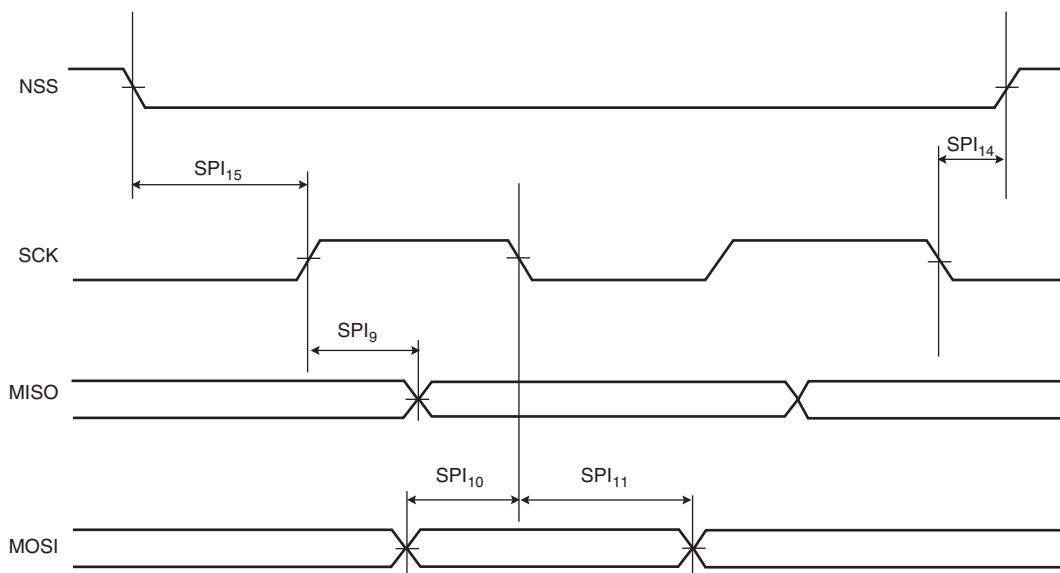 NSS
SPI₁₄
SPI₁₅
SCK
SPI₉
MISO
SPI₁₀ SPI₁₁
MOSI